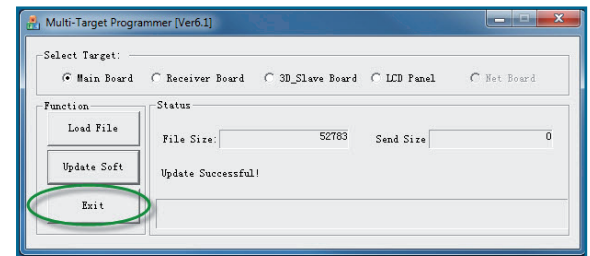 Multi-Target Programmer [Ver6.1]
Select Target:
Main Board Receiver Board 3D_Slave Board LCD Panel Net Board
Function
Status
Load File
File Size: 52783 Send Size 0
Update Soft
Update Successful!
Exit